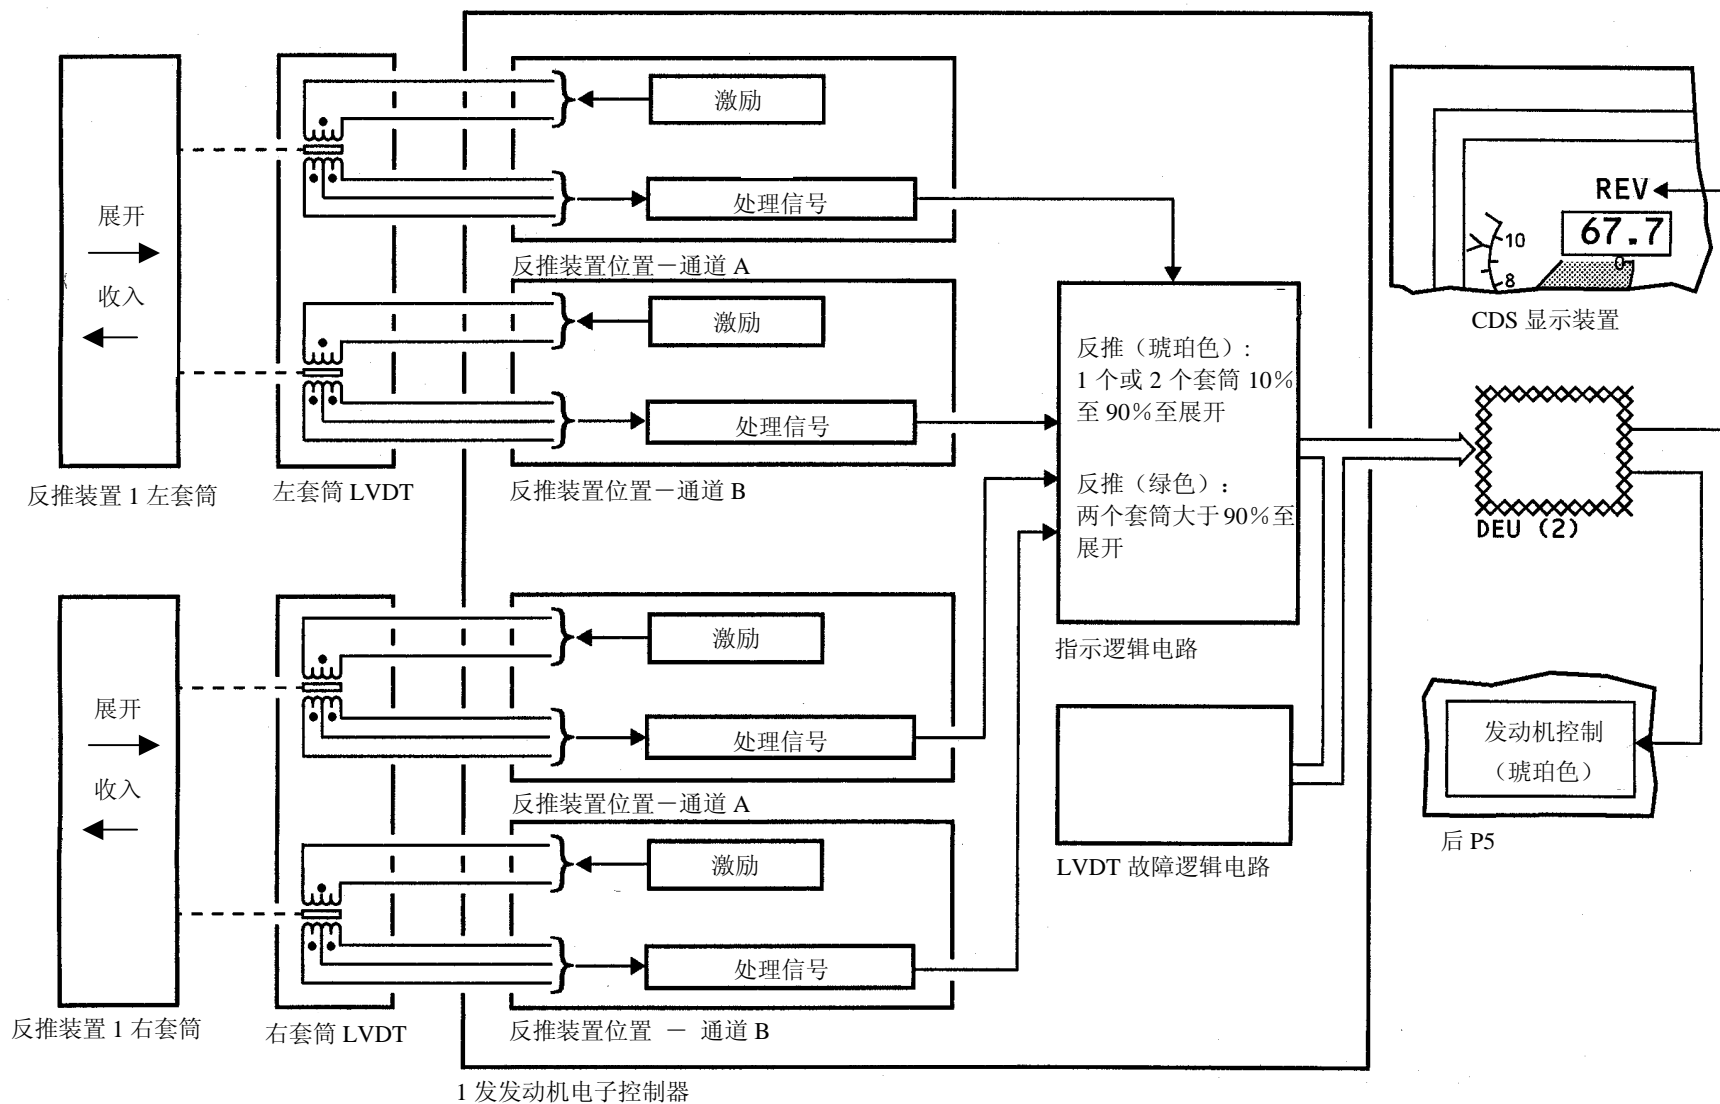 展开
收入
反推装置 1 左套筒
左套筒 LVDT
激励
处理信号
反推装置位置－通道 A
激励
处理信号
反推装置位置－通道 B
展开
收入
反推装置 1 右套筒
右套筒 LVDT
激励
处理信号
反推装置位置－通道 A
激励
处理信号
反推装置位置 － 通道 B
1 发发动机电子控制器
反推（琥珀色）:
1 个或 2 个套筒 10%
至 90%至展开
反推（绿色）:
两个套筒大于 90%至
展开
指示逻辑电路
LVDT 故障逻辑电路
REV
67.7
10
0
8
CDS 显示装置
DEU (2)
发动机控制
（琥珀色）
后 P5